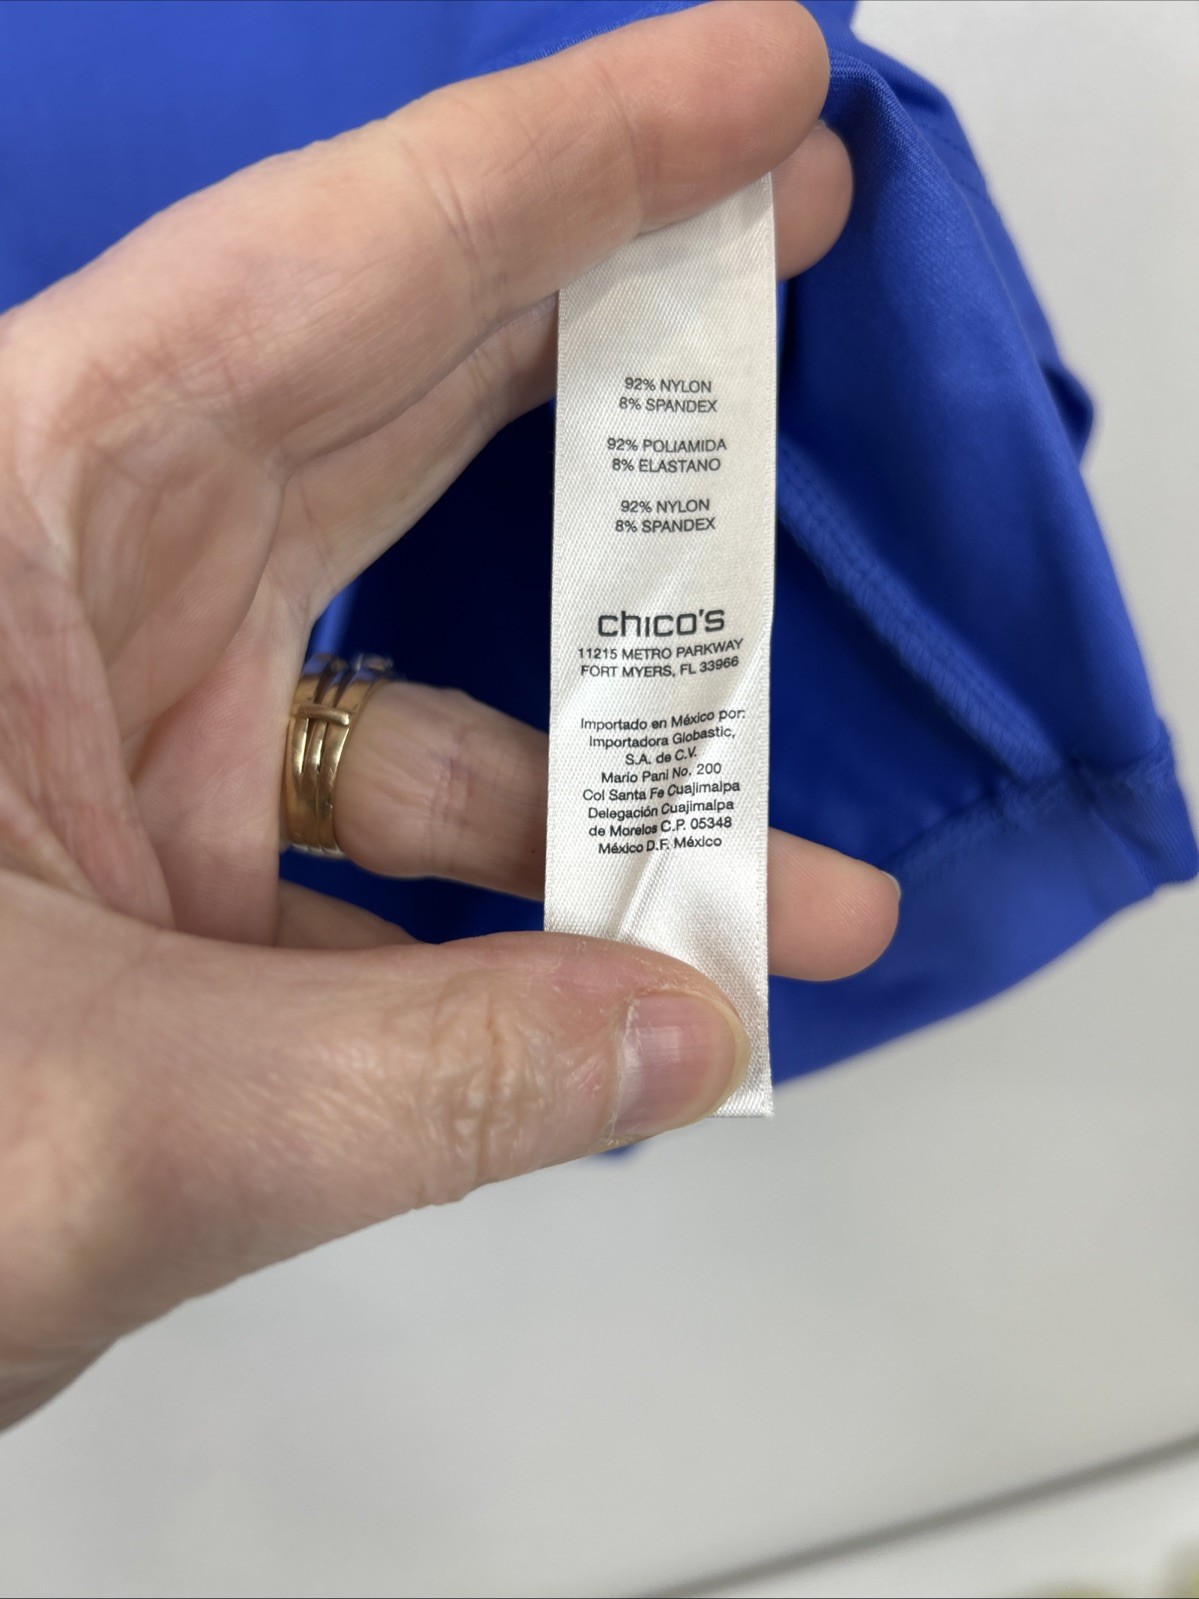 92% NYLON
8% SPANDEX
92% POLIAMIDA
8% ELASTANO
92% NYLON
8% SPANDEX
chico's
11215 METRO PARKWAY
FORT MYERS, FL 33966
Importado en México por:
Importadora Globastic,
S.A. de C.V.
Mario Pani No. 200
Col Santa Fe Cuajimalpa
Delegación Cuajimalpa
de Morelos C.P. 05348
México D.F. México